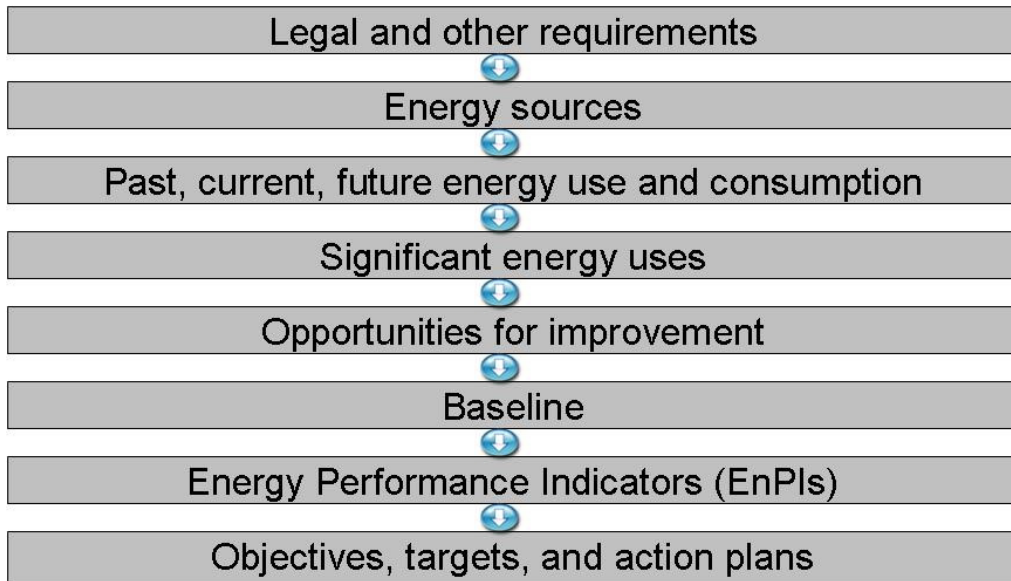 Legal and other requirements
Energy sources
Past, current, future energy use and consumption
Significant energy uses
Opportunities for improvement
Baseline
Energy Performance Indicators (EnPIs)
Objectives, targets, and action plans